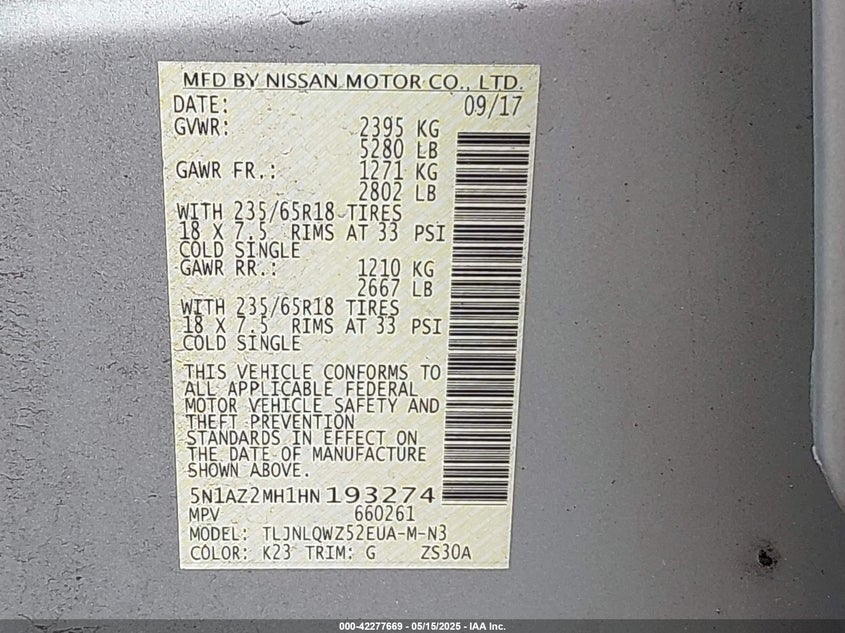 MFD BY NISSAN MOTOR CO., LTD.
DATE: 09/17
GVWR: 2395 KG
5280 LB
GAWR FR.: 1271 KG
2802 LB
WITH 235/65R18 TIRES
18 X 7.5 RIMS AT 33 PSI
COLD SINGLE
GAWR RR.: 1210 KG
2667 LB
WITH 235/65R18 TIRES
18 X 7.5 RIMS AT 33 PSI
COLD SINGLE
THIS VEHICLE CONFORMS TO
ALL APPLICABLE FEDERAL
MOTOR VEHICLE SAFETY AND
THEFT PREVENTION
STANDARDS IN EFFECT ON
THE DATE OF MANUFACTURE
SHOWN ABOVE.
5N1AZ2MH1HN193274
MPV 660261
MODEL: TLJNLQWZ52EUA-M-N3
COLOR: K23 TRIM: G ZS30A
000-42277669 - 05/15/2025 - IAA Inc.